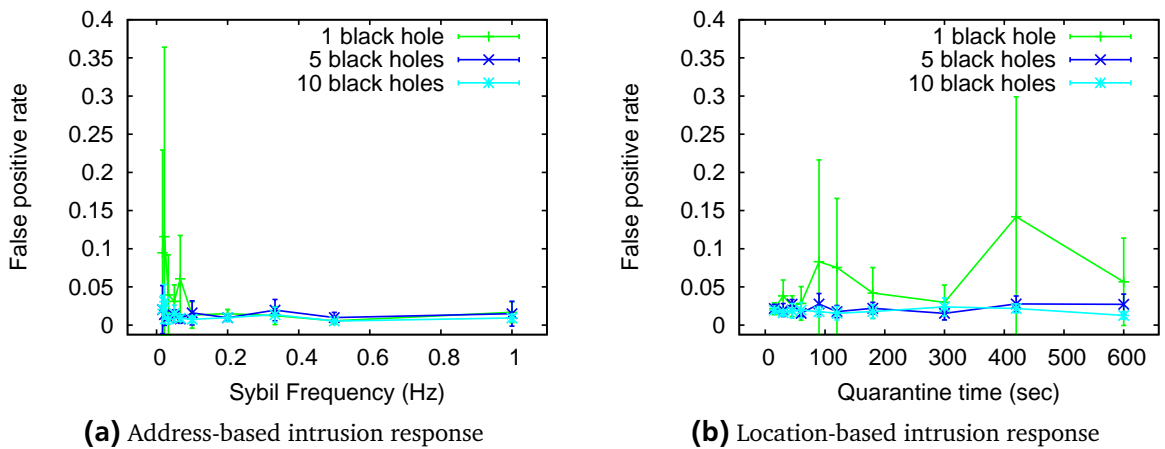 0.4
0.35
0.3
0.25
0.2
0.15
0.1
0.05
0
False positive rate
1 black hole
5 black holes
10 black holes
0 0.2 0.4 0.6 0.8 1
Sybil Frequency (Hz)
(a) Address-based intrusion response
0.4
0.35
0.3
0.25
0.2
0.15
0.1
0.05
0
False positive rate
1 black hole
5 black holes
10 black holes
0 100 200 300 400 500 600
Quarantine time (sec)
(b) Location-based intrusion response